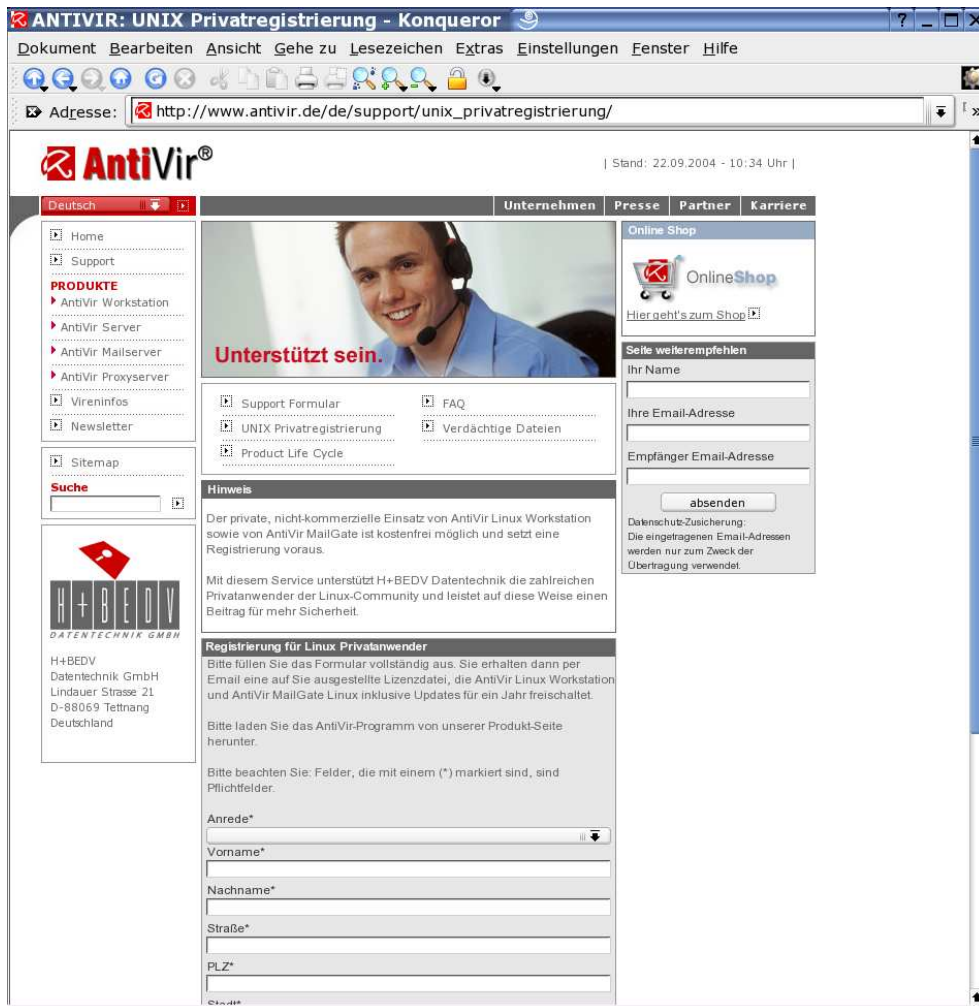 ANTIVIR: UNIX Privatregistrierung - Konqueror
Dokument Bearbeiten Ansicht Gehe zu Lesezeichen Extras Einstellungen Fenster Hilfe
Adresse: http://www.antivir.de/de/support/unix_privatregistrierung/
AntiVir®
| Stand: 22.09.2004 - 10:34 Uhr |
Deutsch
Unternehmen | Presse | Partner | Karriere
Home
Support
PRODUKTE
AntiVir Workstation
AntiVir Server
AntiVir Mailserver
AntiVir Proxyserver
Vireninfos
Newsletter
Sitemap
Suche
H+BEDV
DATENTECHNIK GMBH
H+BEDV
Datentechnik GmbH
Lindauer Strasse 21
D-88069 Tettnang
Deutschland
Unterstützt sein.
Support Formular
FAQ
UNIX Privatregistrierung
Verdächtige Dateien
Product Life Cycle
Hinweis
Der private, nicht-kommerzielle Einsatz von AntiVir Linux Workstation
sowie von AntiVir MailGate ist kostenfrei möglich und setzt eine
Registrierung voraus.
Mit diesem Service unterstützt H+BEDV Datentechnik die zahlreichen
Privatanwender der Linux-Community und leistet auf diese Weise einen
Beitrag für mehr Sicherheit.
Registrierung für Linux Privatanwender
Bitte füllen Sie das Formular vollständig aus. Sie erhalten dann per
Email eine auf Sie ausgestellte Lizenzdatei, die AntiVir Linux Workstation
und AntiVir MailGate Linux inklusive Updates für ein Jahr freischaltet.
Bitte laden Sie das AntiVir-Programm von unserer Produkt-Seite
herunter.
Bitte beachten Sie: Felder, die mit einem (*) markiert sind, sind
Pflichtfelder.
Anrede*
Vorname*
Nachname*
Straße*
PLZ*
Stadt*
Online Shop
OnlineShop
Hier geht's zum Shop
Seite weiterempfehlen
Ihr Name
Ihre Email-Adresse
Empfänger Email-Adresse
absenden
Datenschutz-Zusicherung:
Die eingetragenen Email-Adressen
werden nur zum Zweck der
Übertragung verwendet.